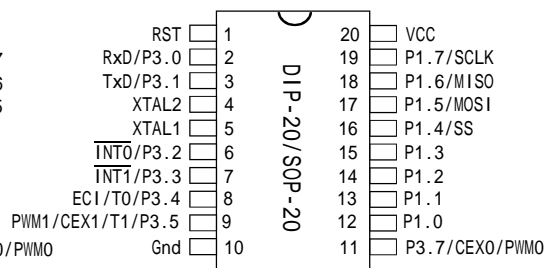 RST 1 20 VCC
RxD/P3.0 2 19 P1.7/SCLK
TxD/P3.1 3 18 P1.6/MISO
XTAL2 4 17 P1.5/MOSI
XTAL1 5 16 P1.4/SS
INT0/P3.2 6 15 P1.3
INT1/P3.3 7 14 P1.2
ECI/T0/P3.4 8 13 P1.1
PWM1/CEX1/T1/P3.5 9 12 P1.0
0/PWM0 Gnd 10 11 P3.7/CEX0/PWM0
DIP-20/SOP-20